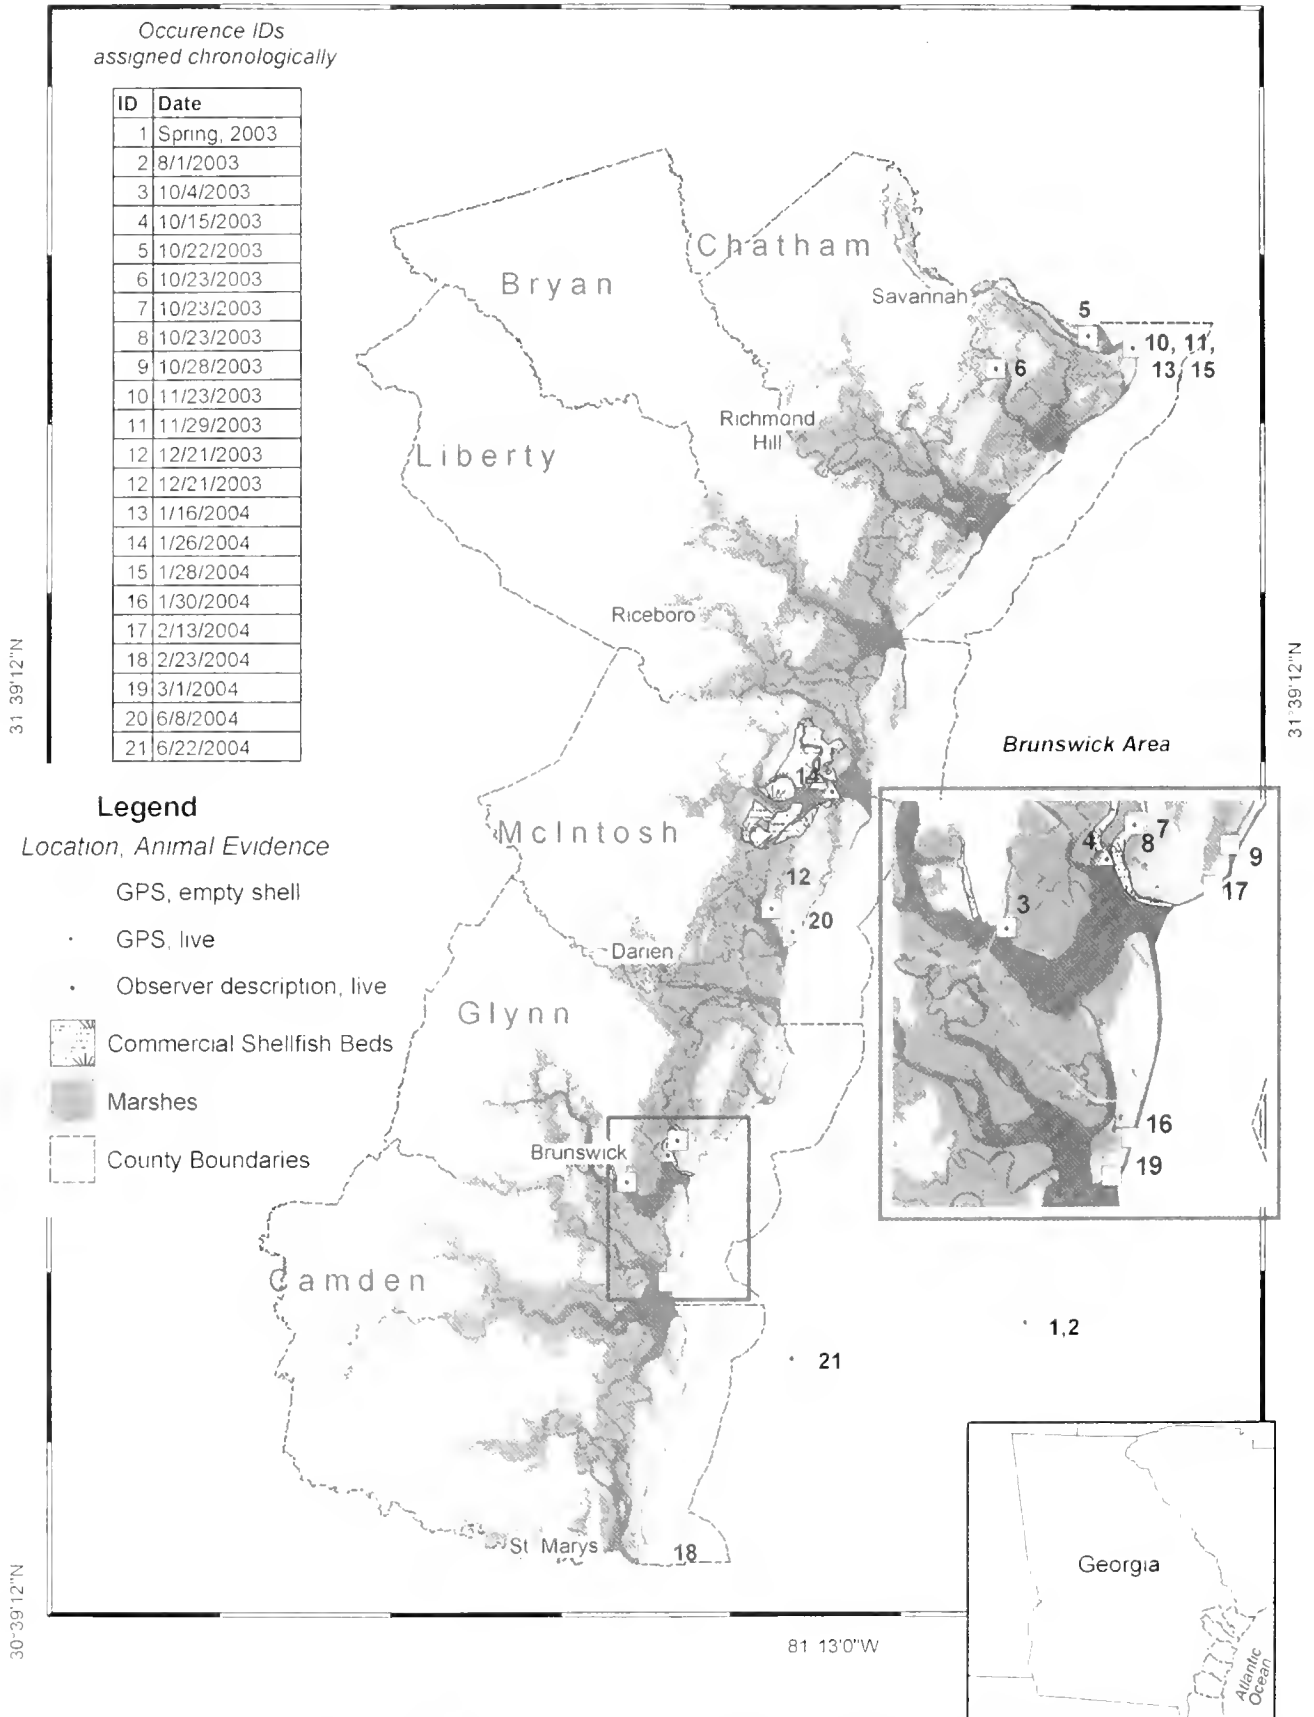 Occurence IDs
assigned chronologically
ID Date
1 Spring, 2003
2 8/1/2003
3 10/4/2003
4 10/15/2003
5 10/22/2003
6 10/23/2003
7 10/23/2003
8 10/23/2003
9 10/28/2003
10 11/23/2003
11 11/29/2003
12 12/21/2003
12 12/21/2003
13 1/16/2004
14 1/26/2004
15 1/28/2004
16 1/30/2004
17 2/13/2004
18 2/23/2004
19 3/1/2004
20 6/8/2004
21 6/22/2004
Legend
Location, Animal Evidence
GPS, empty shell
GPS, live
Observer description, live
Commercial Shellfish Beds
Marshes
County Boundaries
Chatham
Bryan
Savannah
5
10, 11,
13, 15
6
Richmond
Hill
Liberty
Riceboro
14
McIntosh
12
20
Darien
Glynn
Brunswick
Camden
21
1,2
St Marys
18
Brunswick Area
4
7
8
9
17
3
16
19
Georgia
Atlantic
Ocean
31 39'12"N
31°39'12"N
30°39'12"N
81 13'0"W